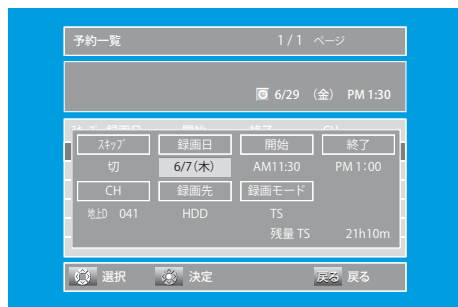 予約一覧 1/1 ページ
6/29 （金） PM 1:30
スキップ 録画日 開始 終了
切 6/7(木) AM11:30 PM 1:00
CH 録画先 録画モード
地上D 041 HDD TS
残量 TS 21h10m
選択 決定 戻る 戻る